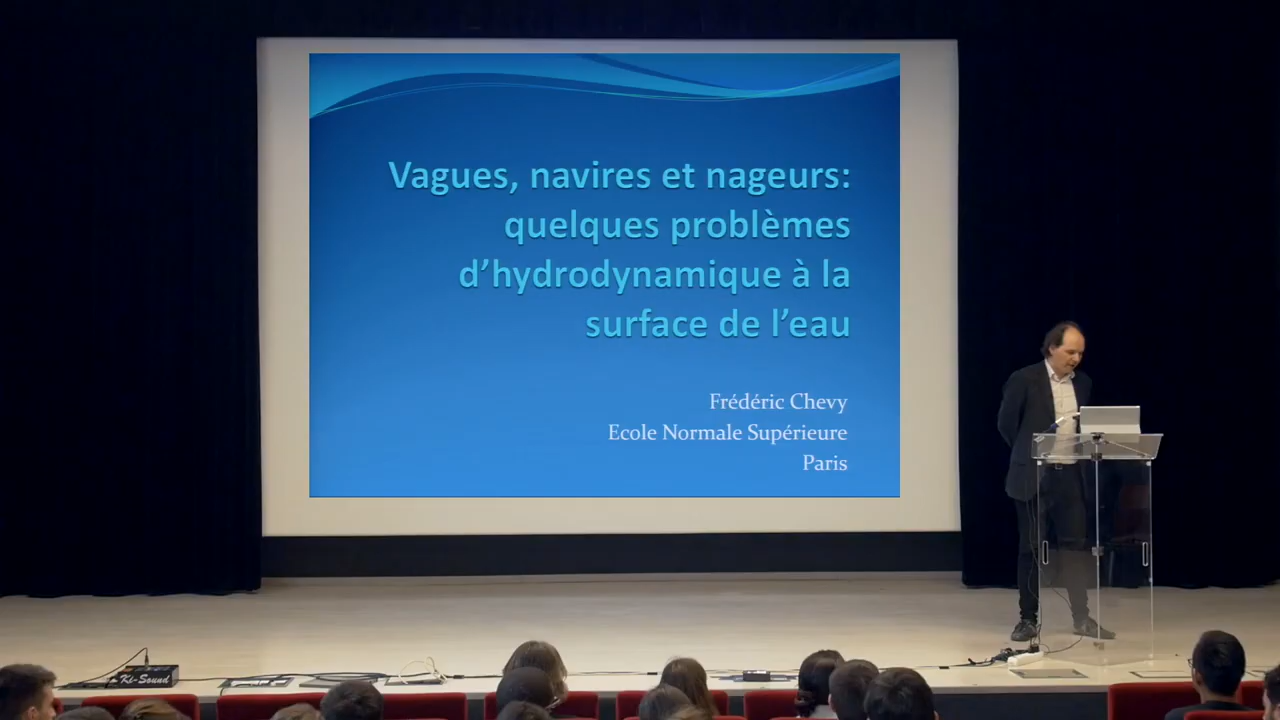 Vagues, navires et nageurs:
quelques problèmes
d’hydrodynamique à la
surface de l’eau
Frédéric Chevy
Ecole Normale Supérieure
Paris
Ki-Sound